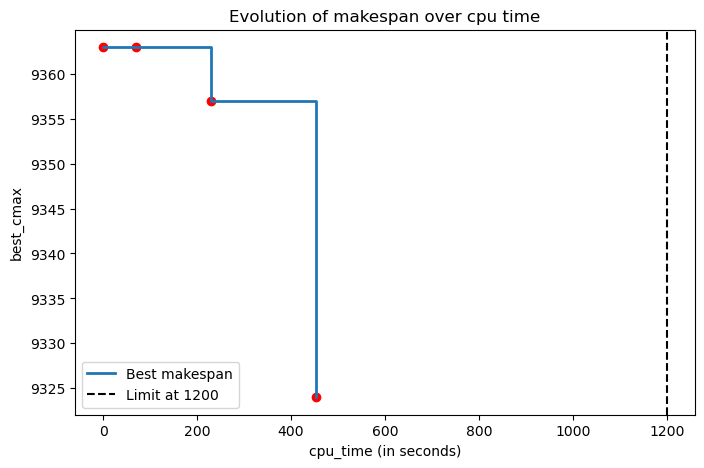 Evolution of makespan over cpu time
best_cmax
9360
9355
9350
9345
9340
9335
9330
9325
Best makespan
Limit at 1200
0 200 400 600 800 1000 1200
cpu_time (in seconds)